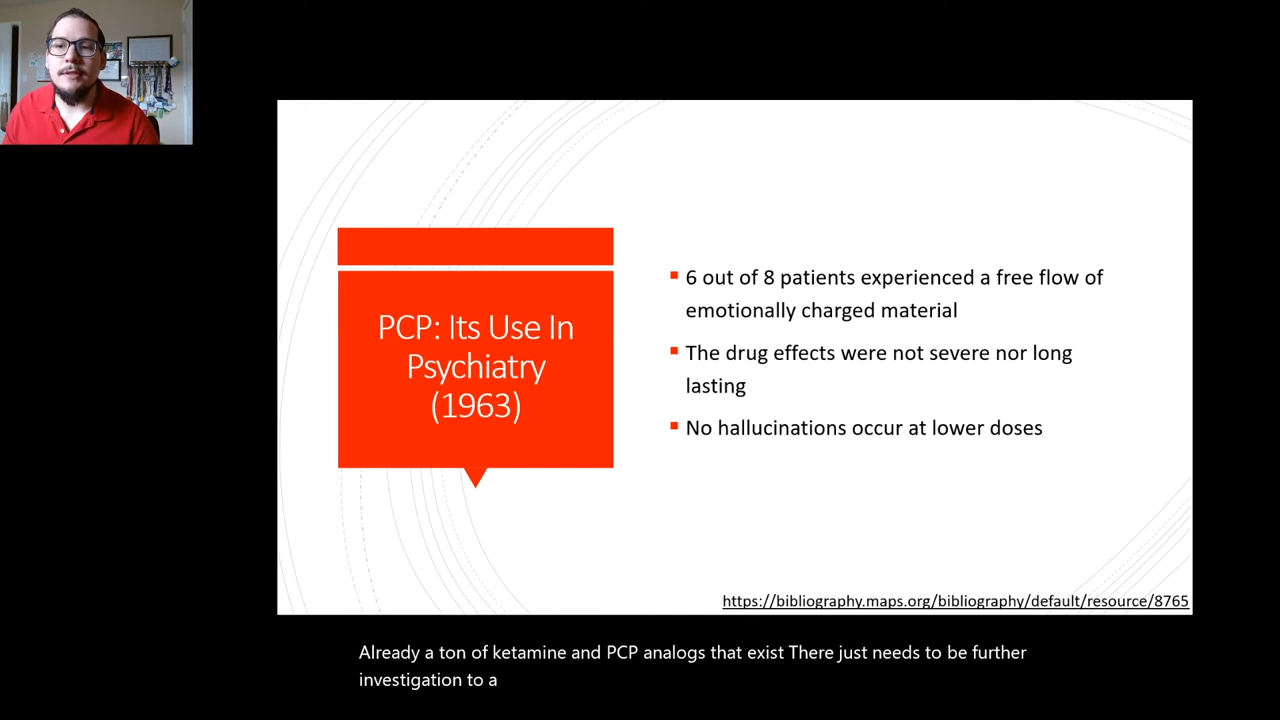 PCP: Its Use In
Psychiatry
(1963)
▪ 6 out of 8 patients experienced a free flow of
emotionally charged material
▪ The drug effects were not severe nor long
lasting
▪ No hallucinations occur at lower doses
https://bibliography.maps.org/bibliography/default/resource/8765
Already a ton of ketamine and PCP analogs that exist There just needs to be further
investigation to a